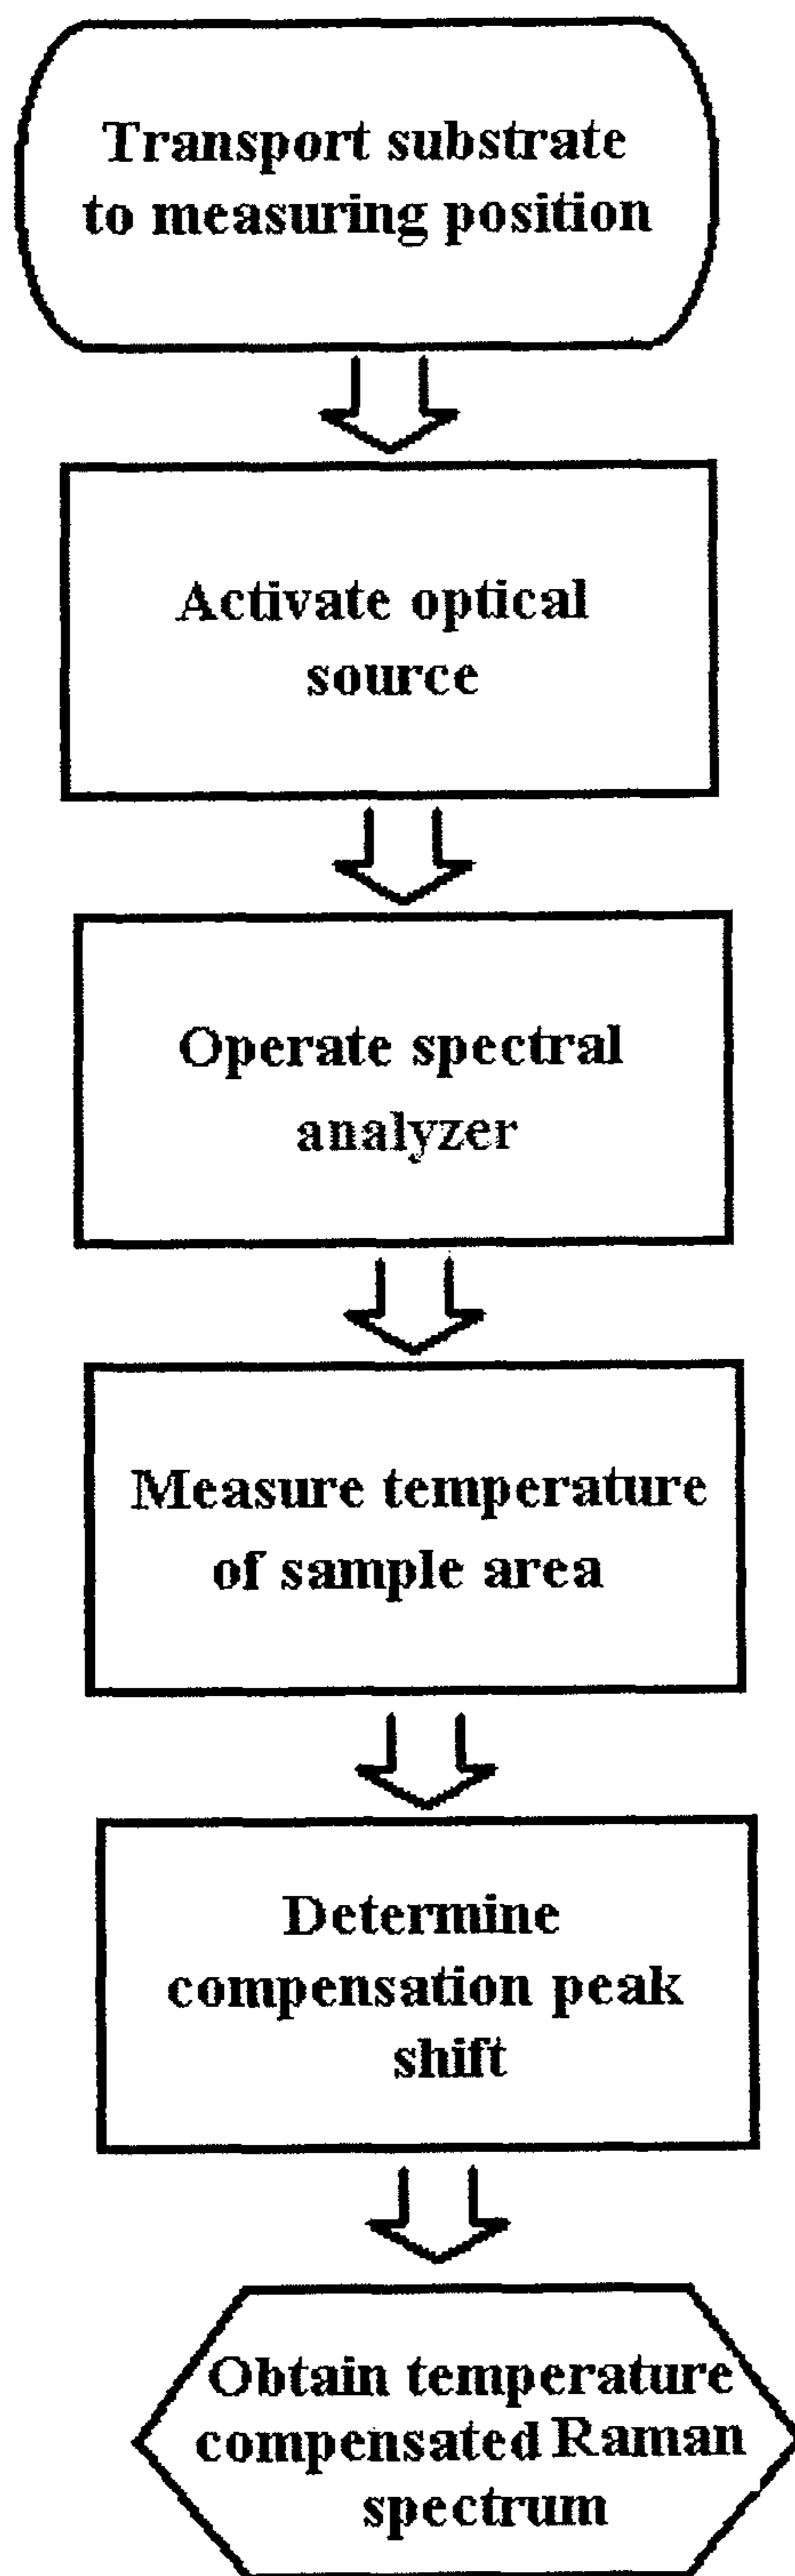 Transport substrate
to measuring position
Activate optical
source
Operate spectral
analyzer
Measure temperature
of sample area
Determine
compensation peak
shift
Obtain temperature
compensated Raman
spectrum